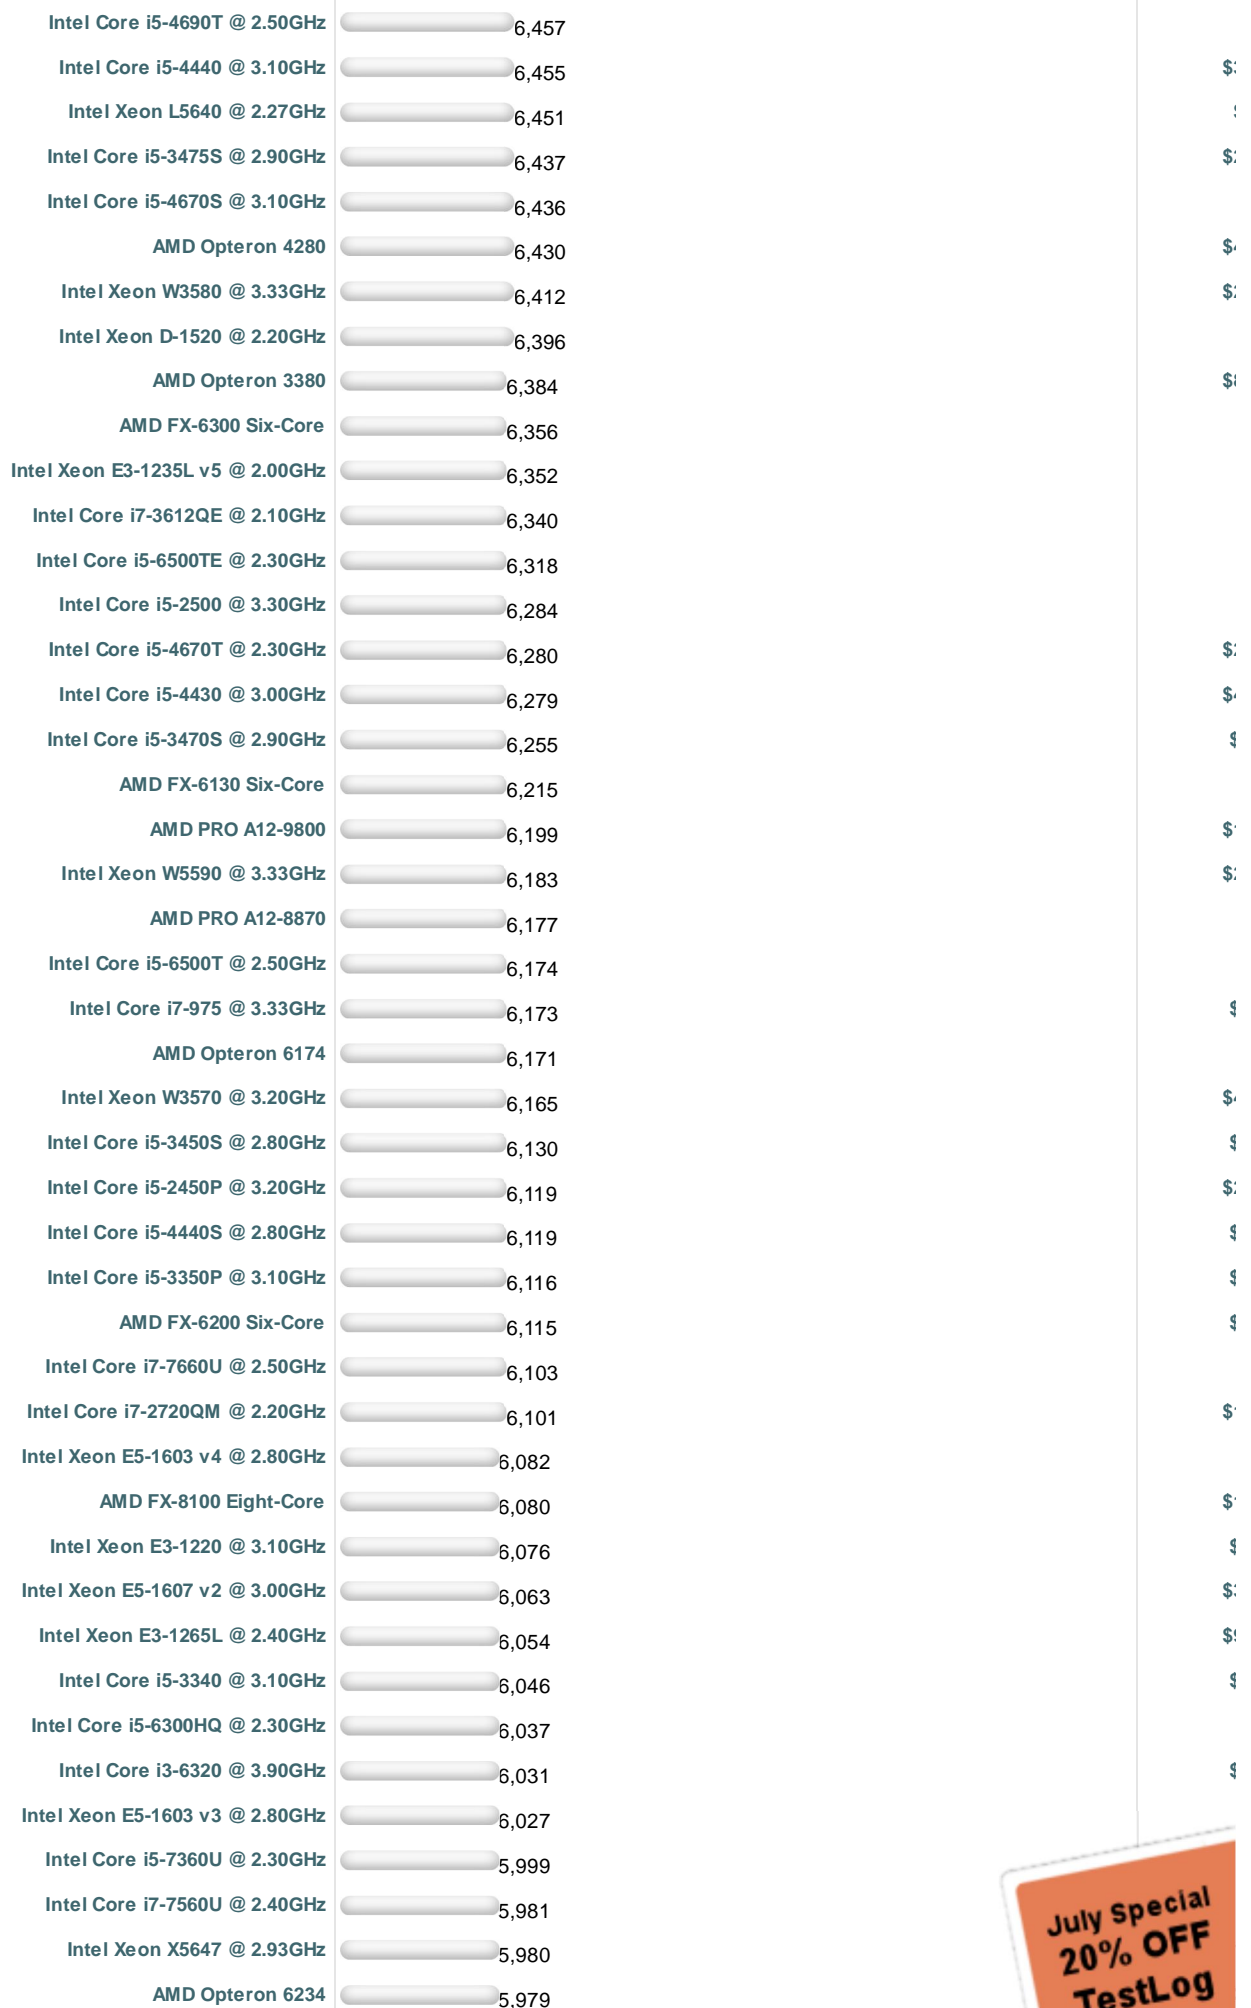 Intel Core i5-4690T @ 2.50GHz 6,457
Intel Core i5-4440 @ 3.10GHz 6,455
Intel Xeon L5640 @ 2.27GHz 6,451
Intel Core i5-3475S @ 2.90GHz 6,437
Intel Core i5-4670S @ 3.10GHz 6,436
AMD Opteron 4280 6,430
Intel Xeon W3580 @ 3.33GHz 6,412
Intel Xeon D-1520 @ 2.20GHz 6,396
AMD Opteron 3380 6,384
AMD FX-6300 Six-Core 6,356
Intel Xeon E3-1235L v5 @ 2.00GHz 6,352
Intel Core i7-3612QE @ 2.10GHz 6,340
Intel Core i5-6500TE @ 2.30GHz 6,318
Intel Core i5-2500 @ 3.30GHz 6,284
Intel Core i5-4670T @ 2.30GHz 6,280
Intel Core i5-4430 @ 3.00GHz 6,279
Intel Core i5-3470S @ 2.90GHz 6,255
AMD FX-6130 Six-Core 6,215
AMD PRO A12-9800 6,199
Intel Xeon W5590 @ 3.33GHz 6,183
AMD PRO A12-8870 6,177
Intel Core i5-6500T @ 2.50GHz 6,174
Intel Core i7-975 @ 3.33GHz 6,173
AMD Opteron 6174 6,171
Intel Xeon W3570 @ 3.20GHz 6,165
Intel Core i5-3450S @ 2.80GHz 6,130
Intel Core i5-2450P @ 3.20GHz 6,119
Intel Core i5-4440S @ 2.80GHz 6,119
Intel Core i5-3350P @ 3.10GHz 6,116
AMD FX-6200 Six-Core 6,115
Intel Core i7-7660U @ 2.50GHz 6,103
Intel Core i7-2720QM @ 2.20GHz 6,101
Intel Xeon E5-1603 v4 @ 2.80GHz 6,082
AMD FX-8100 Eight-Core 6,080
Intel Xeon E3-1220 @ 3.10GHz 6,076
Intel Xeon E5-1607 v2 @ 3.00GHz 6,063
Intel Xeon E3-1265L @ 2.40GHz 6,054
Intel Core i5-3340 @ 3.10GHz 6,046
Intel Core i5-6300HQ @ 2.30GHz 6,037
Intel Core i3-6320 @ 3.90GHz 6,031
Intel Xeon E5-1603 v3 @ 2.80GHz 6,027
Intel Core i5-7360U @ 2.30GHz 5,999
Intel Core i7-7560U @ 2.40GHz 5,981
Intel Xeon X5647 @ 2.93GHz 5,980
AMD Opteron 6234 5,979
July Special
20% OFF
TestLog